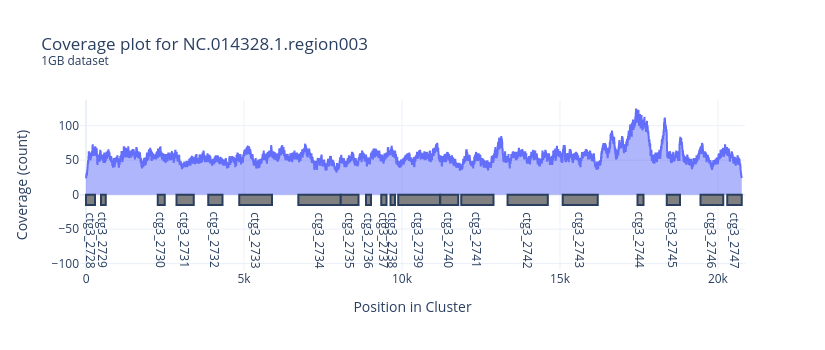 Coverage plot for NC.014328.1.region003
1GB dataset
Coverage (count)
100
50
0
−50
−100
ctg3_2728
ctg3_2729
ctg3_2730
ctg3_2731
ctg3_2732
ctg3_2733
ctg3_2734
ctg3_2735
ctg3_2736
ctg3_2737
ctg3_2738
ctg3_2739
ctg3_2740
ctg3_2741
ctg3_2742
ctg3_2743
ctg3_2744
ctg3_2745
ctg3_2746
ctg3_2747
0
5k
10k
15k
20k
Position in Cluster